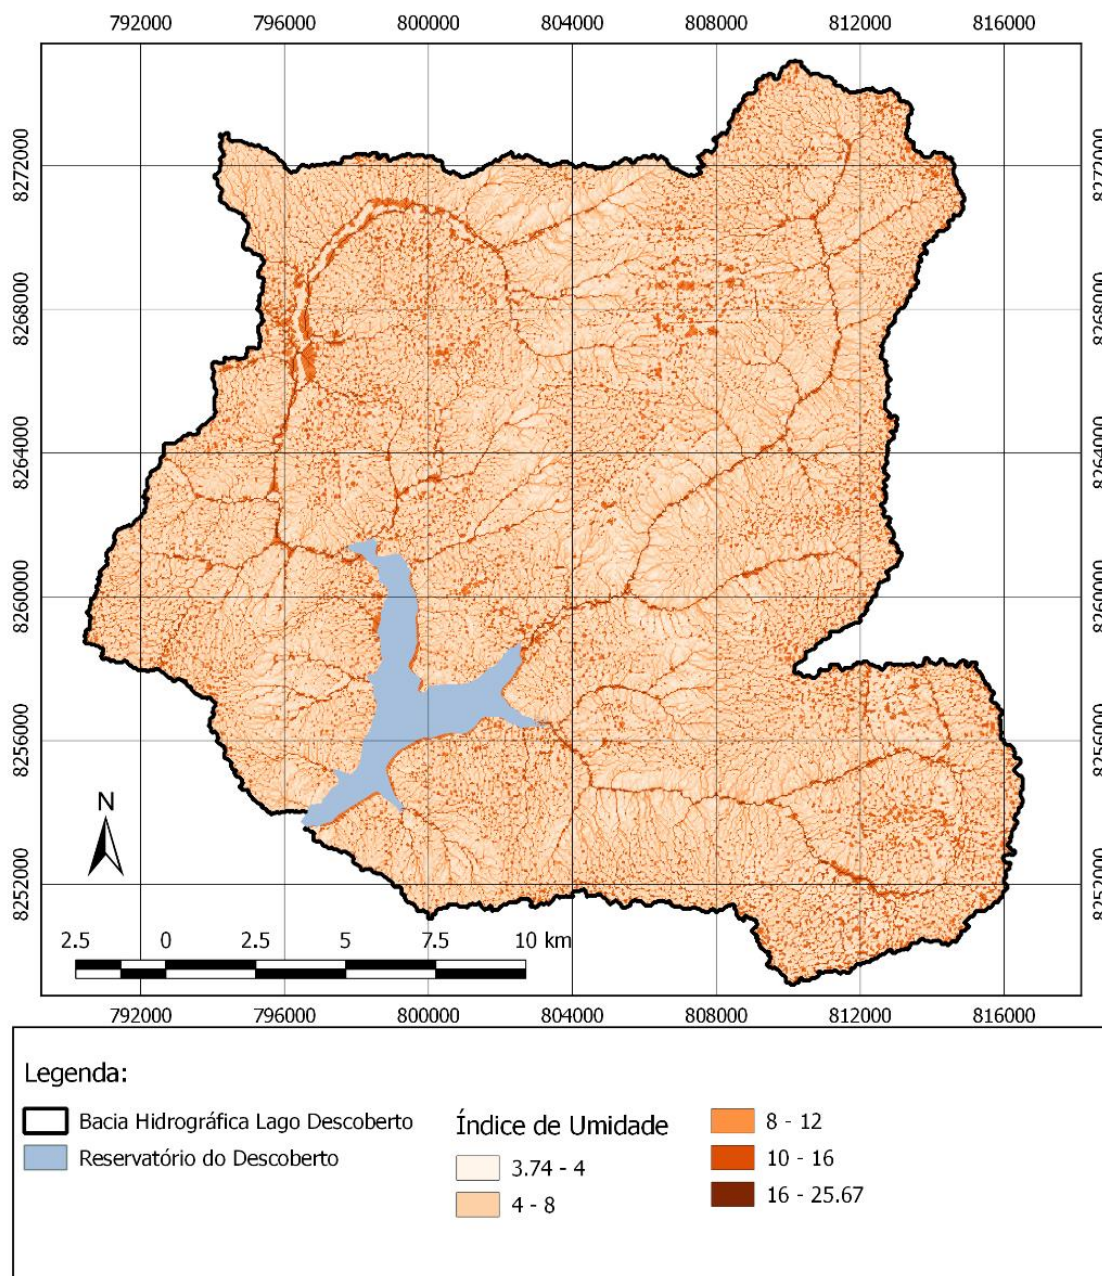 792000 796000 800000 804000 808000 812000 816000
8272000 8272000
8268000 8268000
8264000 8264000
8260000 8260000
8256000 8256000
8252000 8252000
N
2.5 0 2.5 5 7.5 10 km
792000 796000 800000 804000 808000 812000 816000
Legenda:
Bacia Hidrográfica Lago Descoberto
Reservatório do Descoberto
Índice de Umidade
3.74 - 4
4 - 8
8 - 12
10 - 16
16 - 25.67